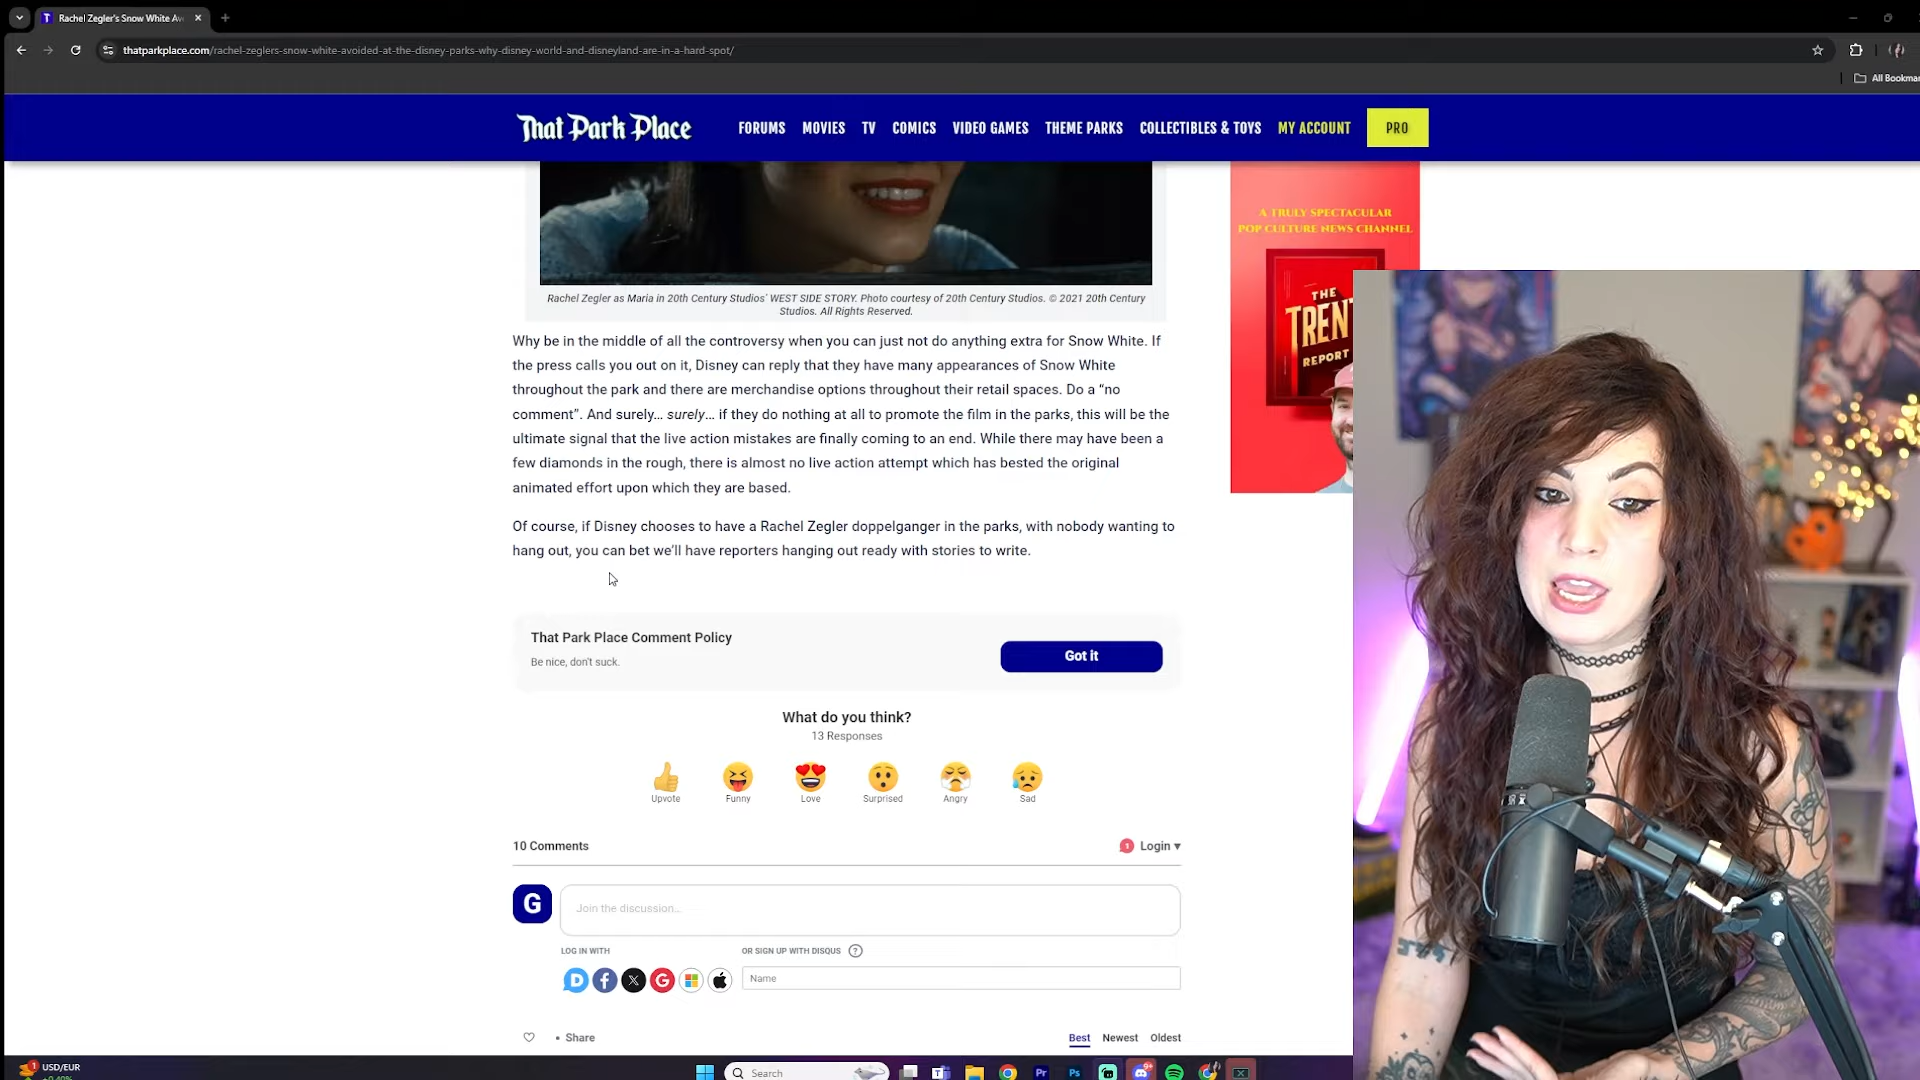 T Rachel Zegler's Snow White Av
thatparkplace.com/rachel-zeglers-snow-white-avoided-at-the-disney-parks-why-disney-world-and-disneyland-are-in-a-hard-spot/
All Bookmar
That Park Place
FORUMS MOVIES TV COMICS VIDEO GAMES THEME PARKS COLLECTIBLES & TOYS MY ACCOUNT PRO
A TRULY SPECTACULAR
POP CULTURE NEWS CHANNEL
THE
TRENT
REPORT
Rachel Zegler as Maria in 20th Century Studios' WEST SIDE STORY. Photo courtesy of 20th Century Studios. © 2021 20th Century
Studios. All Rights Reserved.
Why be in the middle of all the controversy when you can just not do anything extra for Snow White. If
the press calls you out on it, Disney can reply that they have many appearances of Snow White
throughout the park and there are merchandise options throughout their retail spaces. Do a “no
comment”. And surely… surely… if they do nothing at all to promote the film in the parks, this will be the
ultimate signal that the live action mistakes are finally coming to an end. While there may have been a
few diamonds in the rough, there is almost no live action attempt which has bested the original
animated effort upon which they are based.
Of course, if Disney chooses to have a Rachel Zegler doppelganger in the parks, with nobody wanting to
hang out, you can bet we'll have reporters hanging out ready with stories to write.
That Park Place Comment Policy
Be nice, don't suck.
Got it
What do you think?
13 Responses
Upvote Funny Love Surprised Angry Sad
10 Comments
1 Login
G
Join the discussion…
LOG IN WITH
OR SIGN UP WITH DISQUS ?
Name
Share
Best Newest Oldest
1 USD/EUR
+0.40%
Search
Pr
Ps